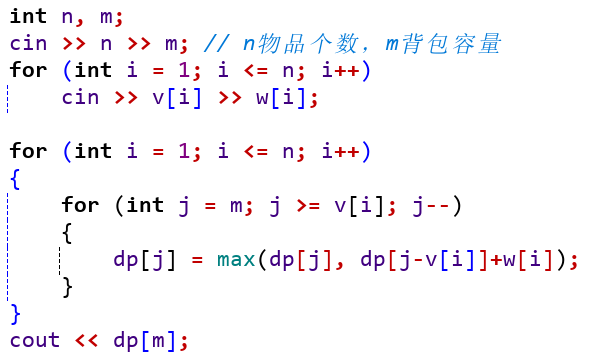 int n, m;
cin >> n >> m; // n物品个数，m背包容量
for (int i = 1; i <= n; i++)
    cin >> v[i] >> w[i];

for (int i = 1; i <= n; i++)
{
    for (int j = m; j >= v[i]; j--)
    {
        dp[j] = max(dp[j], dp[j-v[i]]+w[i]);
    }
}
cout << dp[m];